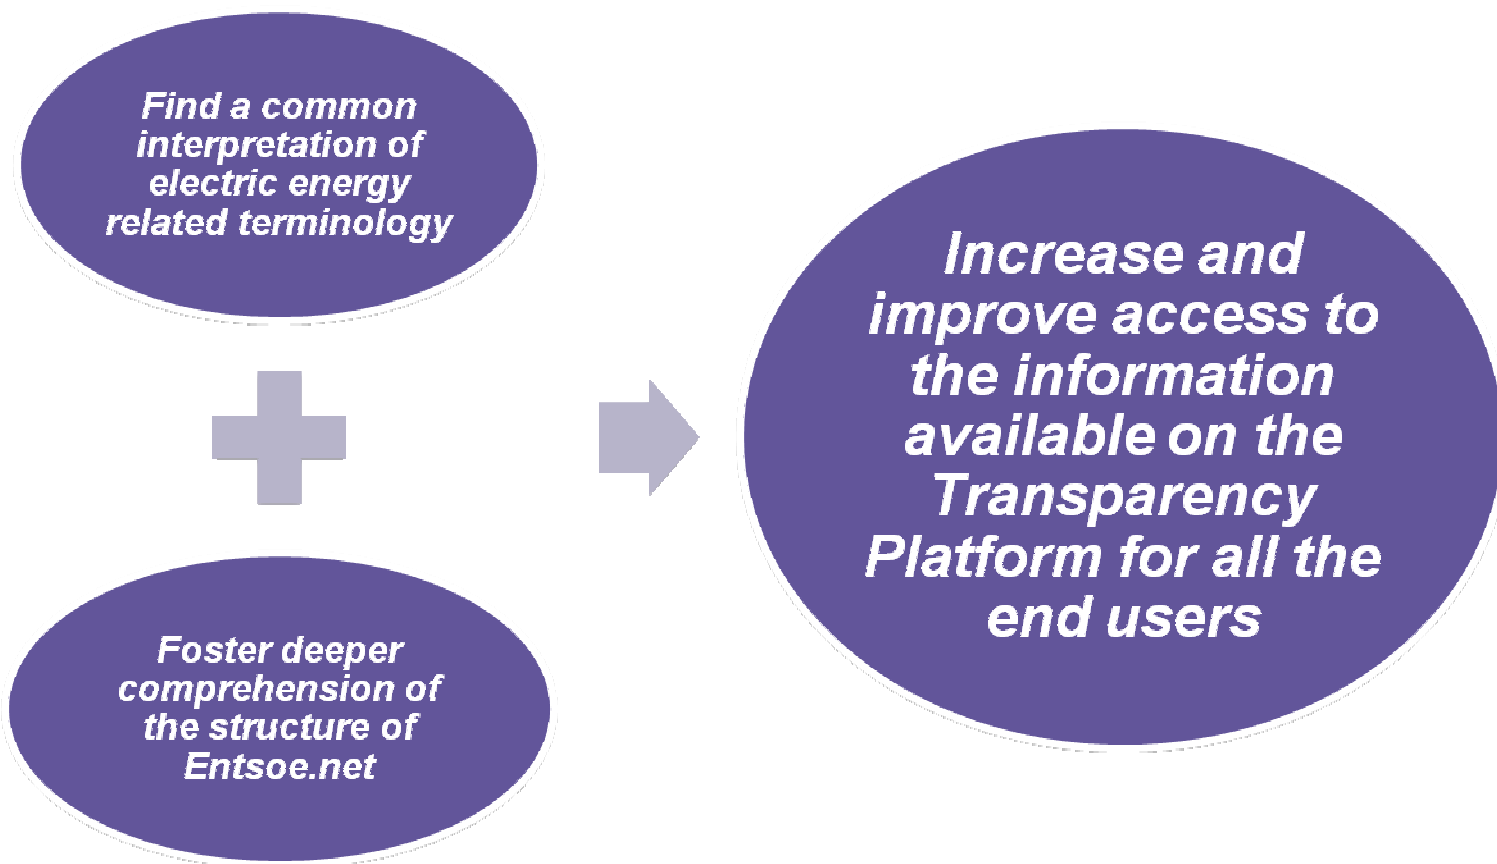 Find a common
interpretation of
electric energy
related terminology
Foster deeper
comprehension of
the structure of
Entsoe.net
Increase and
improve access to
the information
available on the
Transparency
Platform for all the
end users